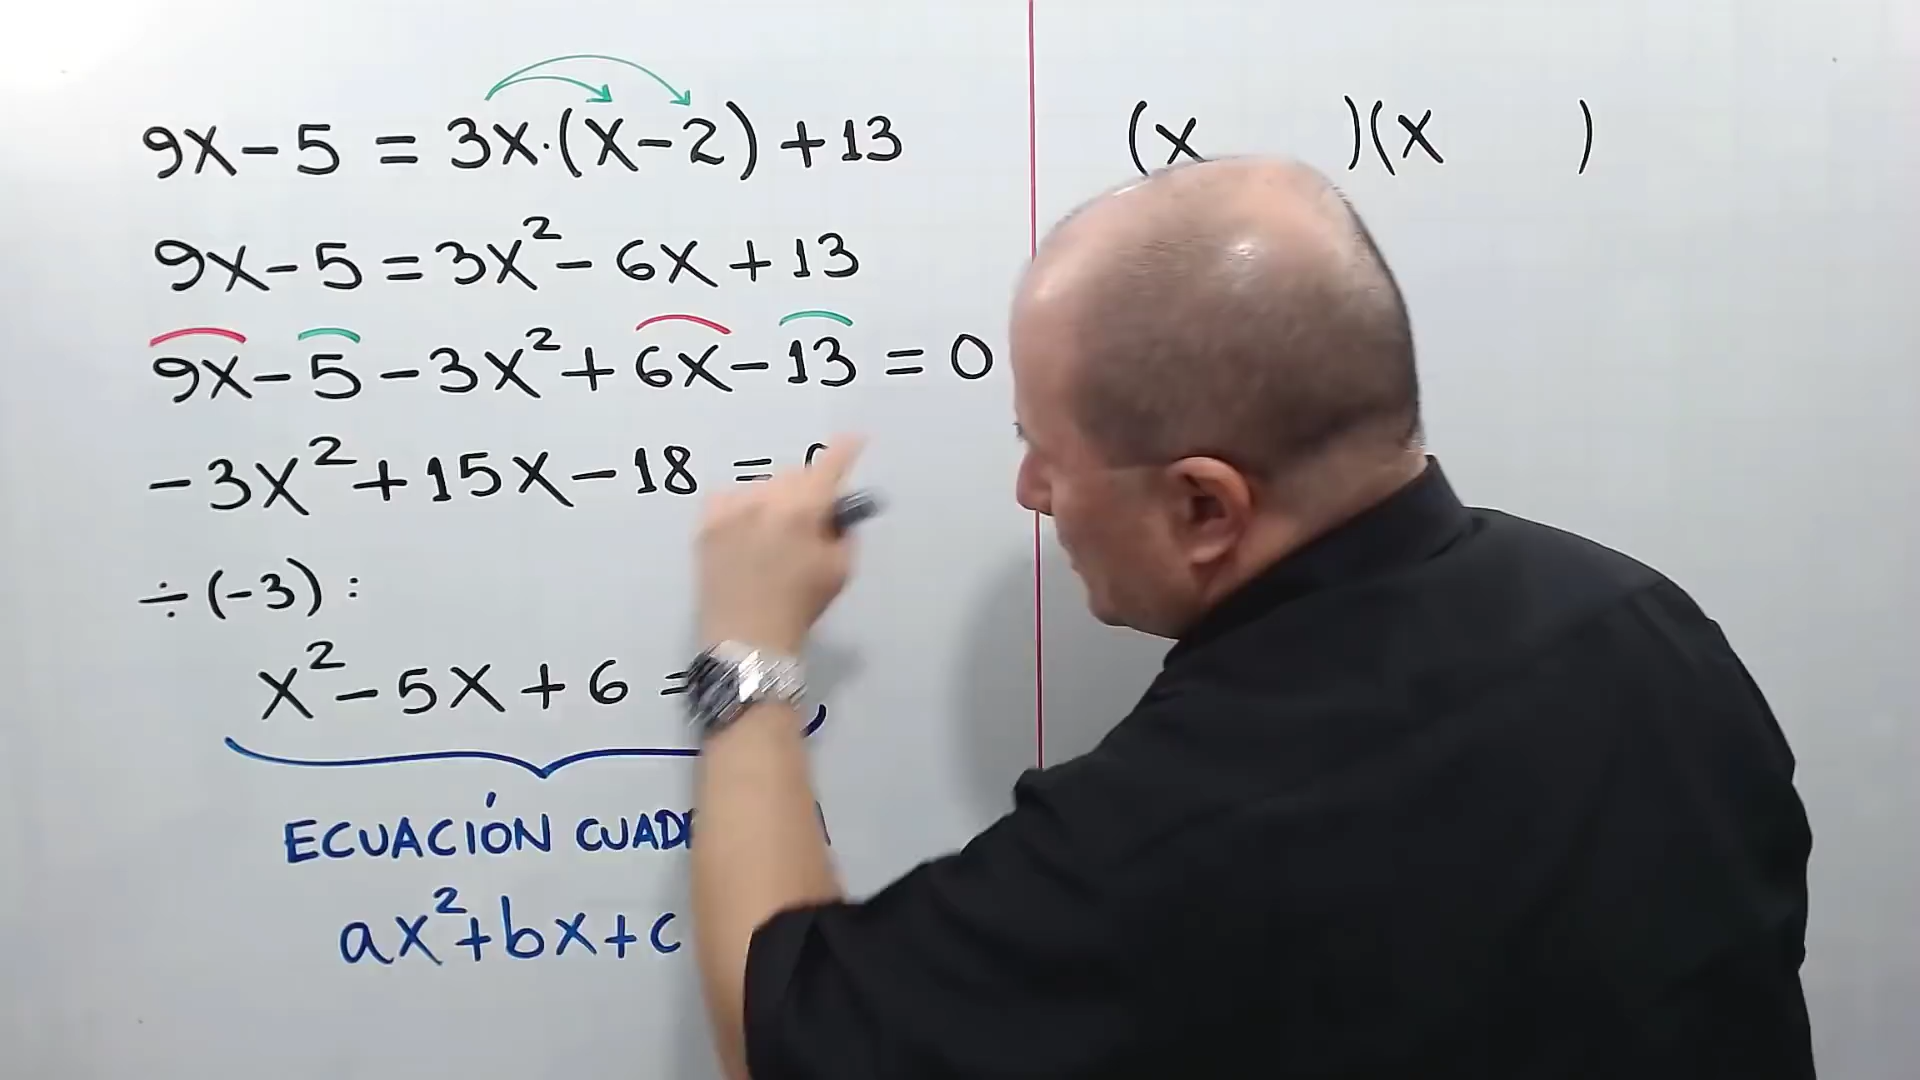 9x - 5 = 3x·(x - 2) + 13
9x - 5 = 3x² - 6x + 13
9x - 5 - 3x² + 6x - 13 = 0
-3x² + 15x - 18 =
÷(-3):
x² - 5x + 6 =
ECUACIÓN
ax² + bx + c
(x )(x )